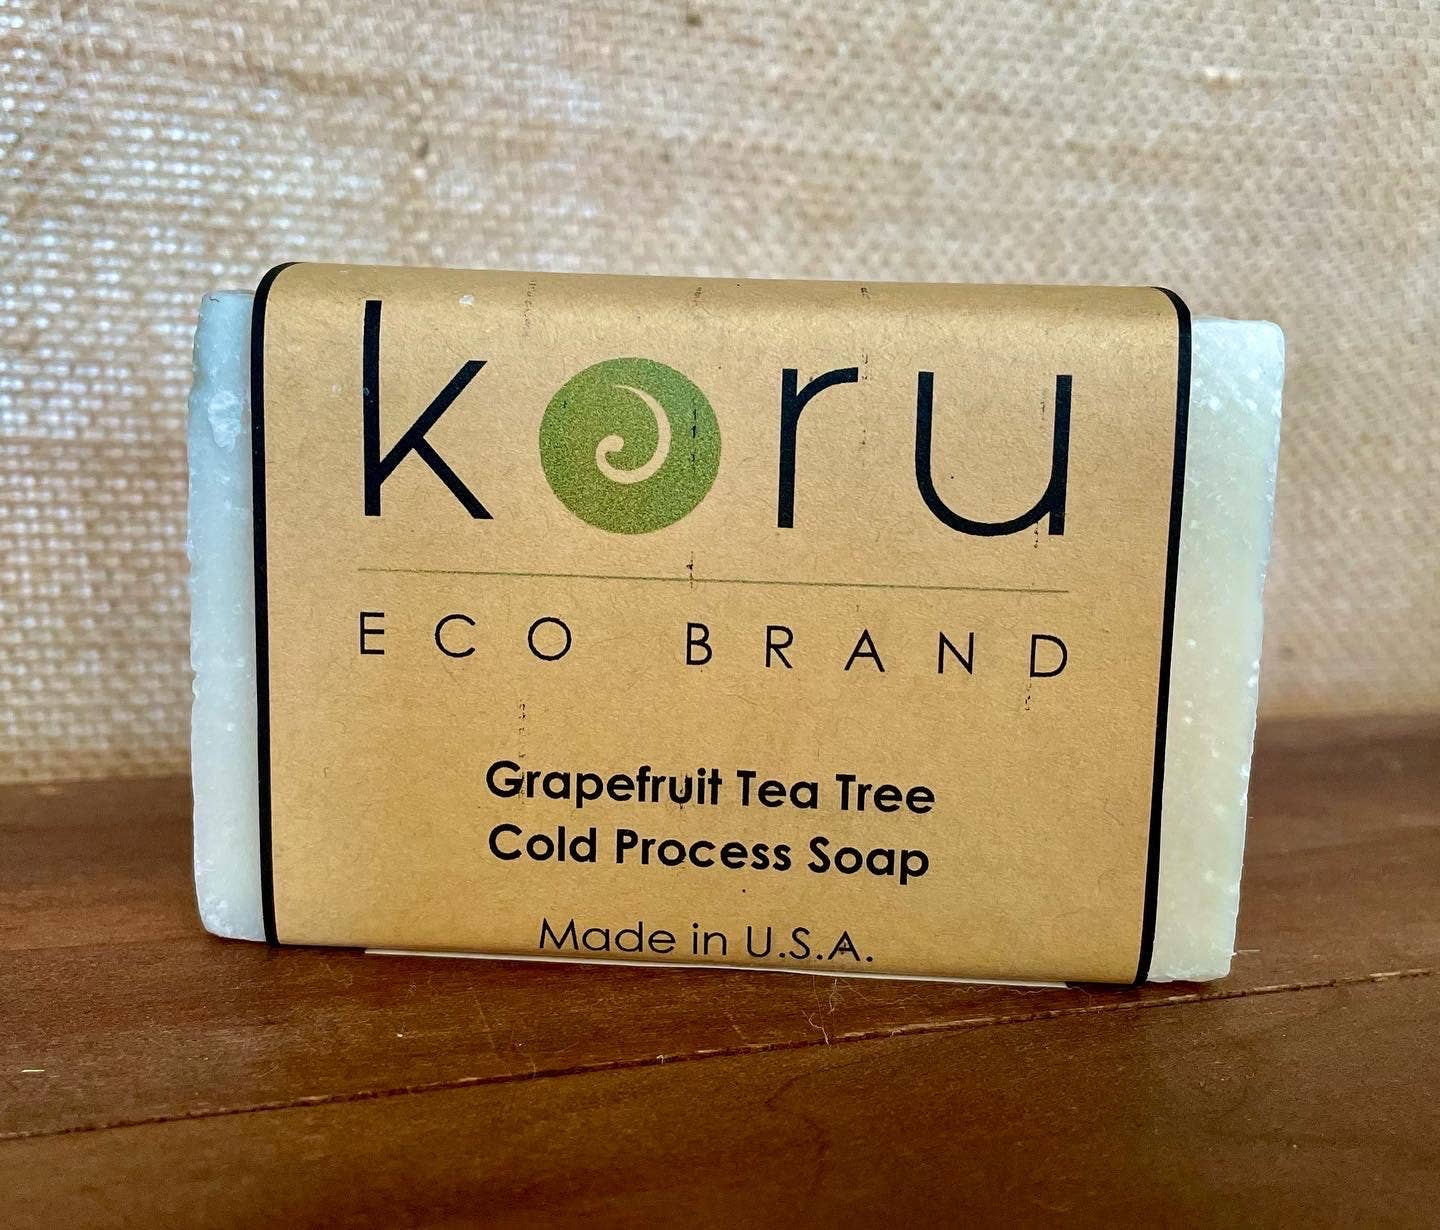 koru
ECO BRAND
Grapefruit Tea Tree
Cold Process Soap
Made in U.S.A.